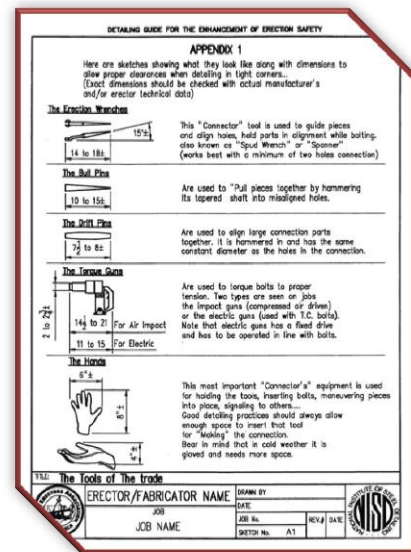 DETAILING GUIDE FOR THE ENHANCEMENT OF ERECTION SAFETY
APPENDIX 1
Here are sketches showing what they look like along with dimensions to
allow proper clearances when detailing in tight corners...
(Exact dimensions should be checked with actual manufacturer's
and/or erector technical data)
The Erection Wrenches
15"±
14 to 18±
This "Connector" tool is used to guide pieces
and align holes, hold parts in alignment while bolting.
also known as "Spud Wrench" or "Spanner"
(works best with a minimum of two holes connection)
The Bull Pins
10 to 15±
Are used to "Pull pieces together by hammering
Its tapered shaft into misaligned holes.
The Drift Pins
7½ to 8±
Are used to align large connection parts
together. It is hammered in and has the same
constant diameter as the holes in the connection.
The Torque Guns
14½ to 21
For Air Impact
11 to 15
For Electric
Are used to torque bolts to proper
tension. Two types are seen on jobs
the impact guns (compressed air driven)
or the electric guns (used with T.C. bolts).
Note that electric guns has a fixed drive
and has to be operated in line with bolts.
The Hands
6"±
8"±
4"±
This most important "Connector's" equipment is used
for holding the tools, inserting bolts, maneuvering pieces
into place, signaling to others....
Good detailing practices should always allow
enough space to insert that tool
for "Making" the connection.
Bear in mind that in cold weather it is
gloved and needs more space.
TITLE: The Tools of The trade
ERECTOR/FABRICATOR NAME
JOB
JOB NAME
DRAWN BY
DATE
JOB No.
REV.# DATE
SKETCH No. A1
NISD